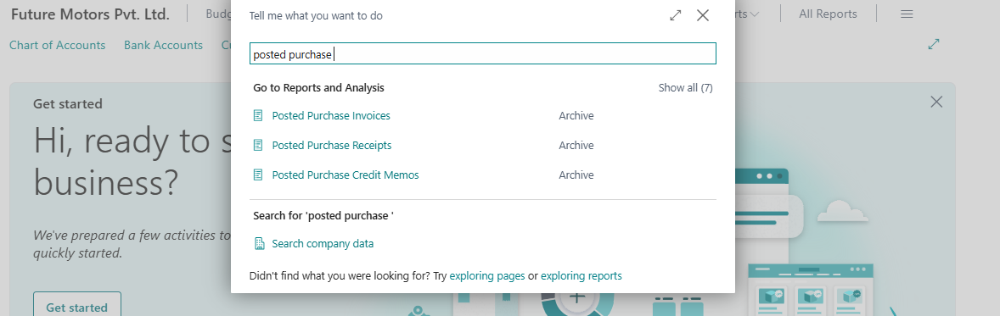 Future Motors Pvt. Ltd.
Tell me what you want to do
All Reports
Chart of Accounts
Bank Accounts
posted purchase
Go to Reports and Analysis
Show all (7)
Posted Purchase Invoices
Archive
Posted Purchase Receipts
Archive
Posted Purchase Credit Memos
Archive
Search for 'posted purchase '
Search company data
Didn't find what you were looking for? Try exploring pages or exploring reports
Get started
Hi, ready to s
business?
We've prepared a few activities to
quickly started.
Get started